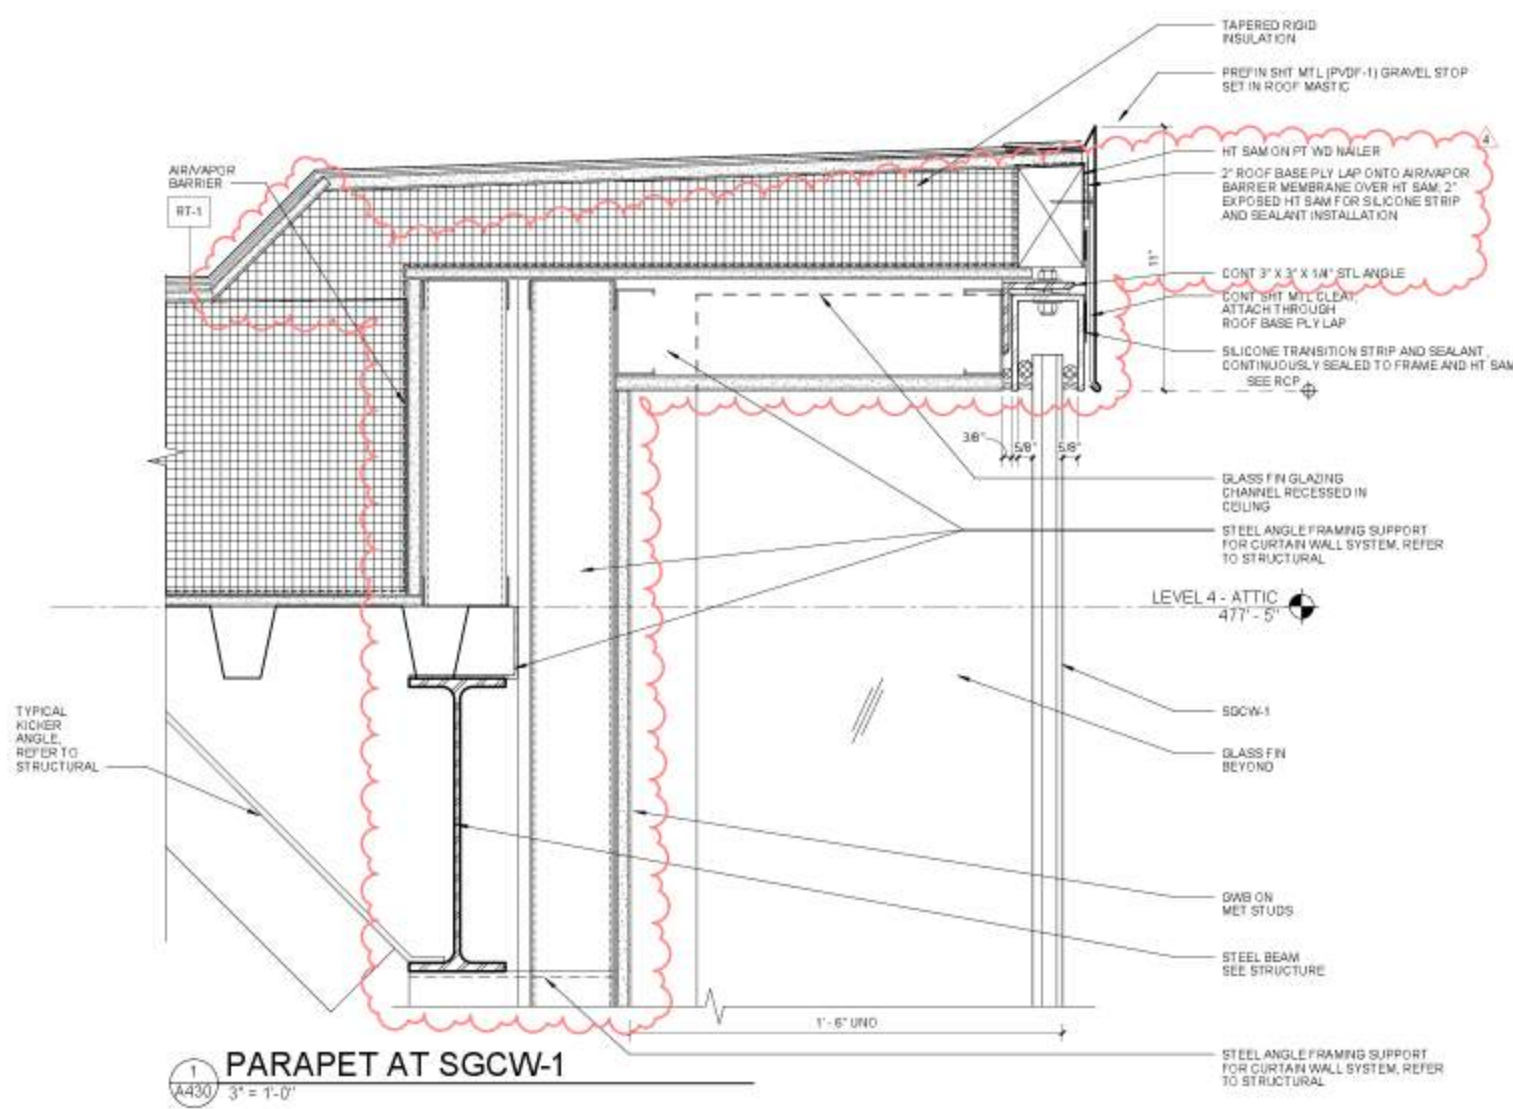 TAPERED RIGID
INSULATION
PREFIN SHT MTL (PVDF-1) GRAVEL STOP
SET IN ROOF MASTIC
4
HT SAM ON PT WD NAILER
2" ROOF BASE PLY LAP ONTO AIR/VAPOR
BARRIER MEMBRANE OVER HT SAM; 2"
EXPOSED HT SAM FOR SILICONE STRIP
AND SEALANT INSTALLATION
AIR/VAPOR
BARRIER
RT-1
11"
CONT 3" X 3" X 1/4" STL ANGLE
CONT SHT MTL CLEAT,
ATTACH THROUGH
ROOF BASE PLY LAP
SILICONE TRANSITION STRIP AND SEALANT,
CONTINUOUSLY SEALED TO FRAME AND HT SAM
SEE RCP
3/8"
5/8"
5/8"
GLASS FIN GLAZING
CHANNEL RECESSED IN
CEILING
STEEL ANGLE FRAMING SUPPORT
FOR CURTAIN WALL SYSTEM, REFER
TO STRUCTURAL
LEVEL 4 - ATTIC
477' - 5"
TYPICAL
KICKER
ANGLE,
REFER TO
STRUCTURAL
SGCW-1
GLASS FIN
BEYOND
GWB ON
MET STUDS
STEEL BEAM
SEE STRUCTURE
1' - 6" UNO
STEEL ANGLE FRAMING SUPPORT
FOR CURTAIN WALL SYSTEM, REFER
TO STRUCTURAL
1
A430
PARAPET AT SGCW-1
3" = 1'-0"